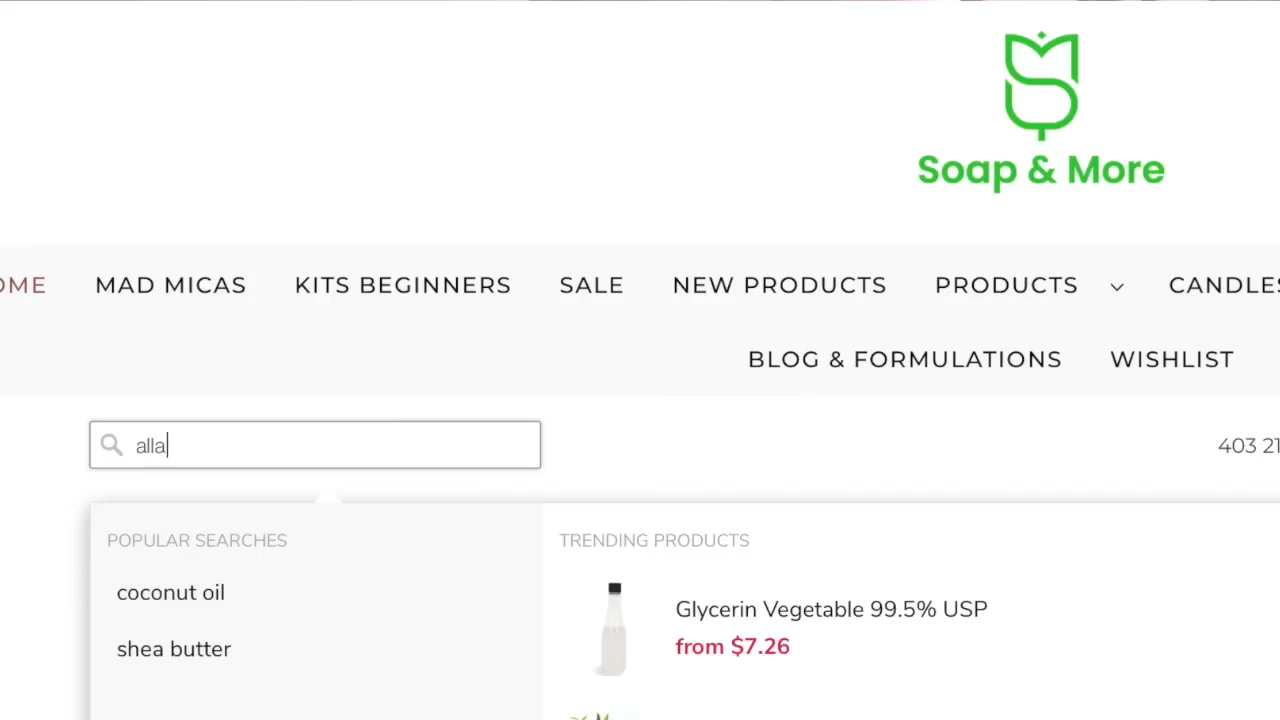 Soap & More
OME MAD MICAS KITS BEGINNERS SALE NEW PRODUCTS PRODUCTS CANDLES
BLOG & FORMULATIONS WISHLIST
alla
403 21
POPULAR SEARCHES
coconut oil
shea butter
TRENDING PRODUCTS
Glycerin Vegetable 99.5% USP
from $7.26